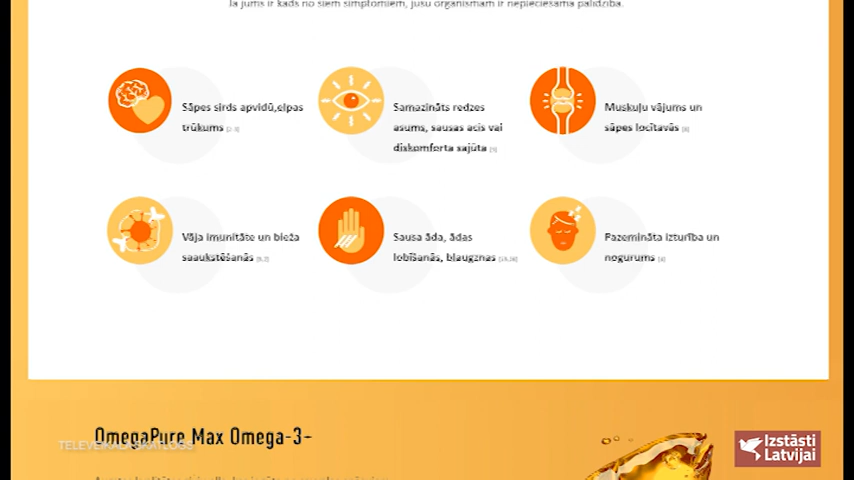 Ja jums ir kāds no šiem simptomiem, jūsu organismam ir nepieciešama palīdzība.
Sāpes sirds apvidū,elpas
trūkums
Samazināts redzes
asums, sausas acis vai
diskomforta sajūta
Muskuļu vājums un
sāpes locītavās
Vāja imunitāte un bieža
saaukstēšanās
Sausa āda, ādas
lobīšanās, blaugznas
Pazemināta izturība un
nogurums
OmegaPure Max Omega-3-
TELEVEIKALA SKATLOGS
Izstāsti
Latvijai